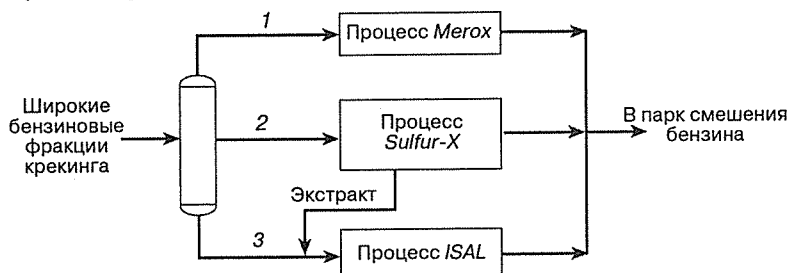 1
Процесс Merox
Широкие
бензиновые
фракции
крекинга
2
Процесс
Sulfur-X
В парк смешения
бензина
Экстракт
3
Процесс ISAL